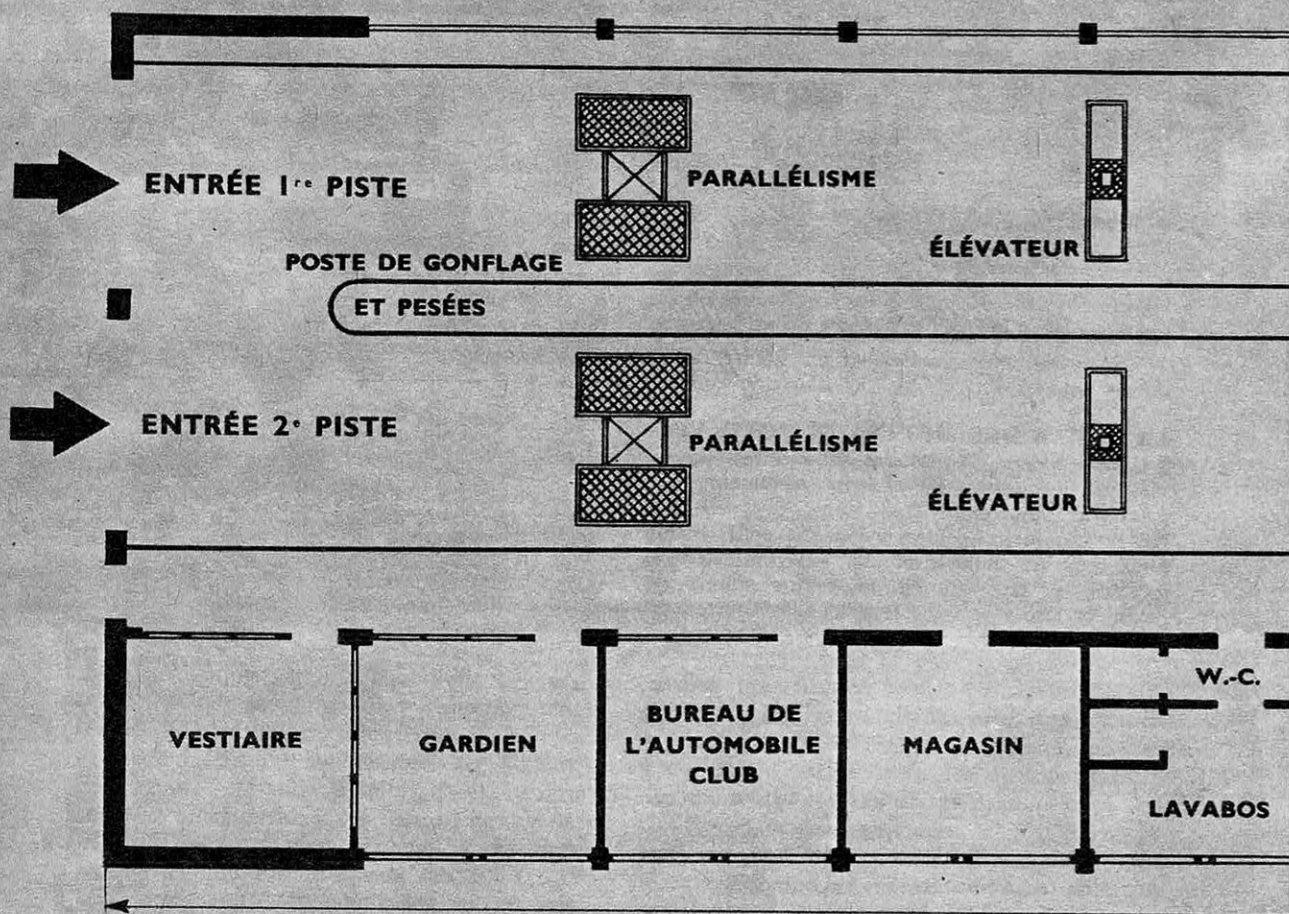 ENTRÉE 1re PISTE
PARALLÉLISME
ÉLÉVATEUR
POSTE DE GONFLAGE
ET PESÉES
ENTRÉE 2e PISTE
PARALLÉLISME
ÉLÉVATEUR
VESTIAIRE
GARDIEN
BUREAU DE
L'AUTOMOBILE
CLUB
MAGASIN
W.-C.
LAVABOS